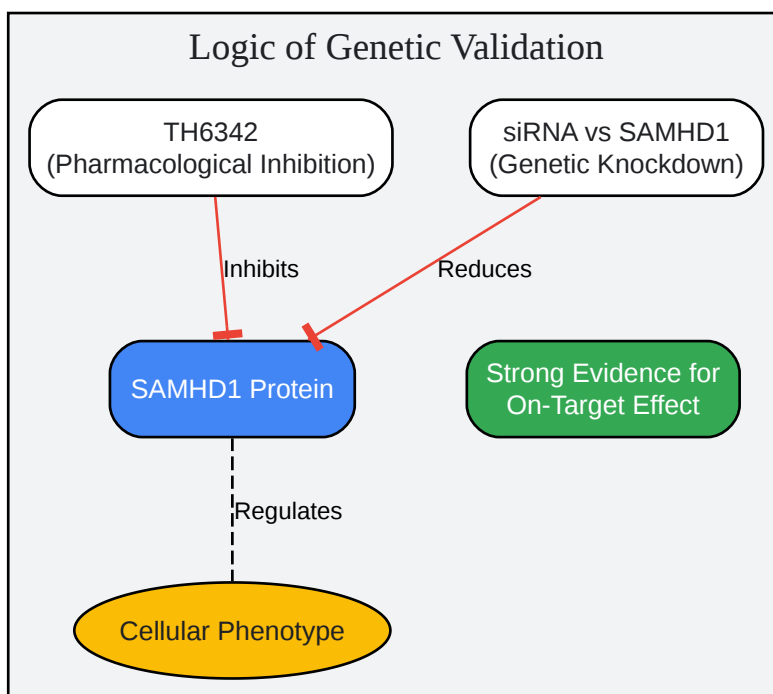 Logic of Genetic Validation
TH6342
(Pharmacological Inhibition)
siRNA vs SAMHD1
(Genetic Knockdown)
Inhibits
Reduces
SAMHD1 Protein
Strong Evidence for
On-Target Effect
Regulates
Cellular Phenotype